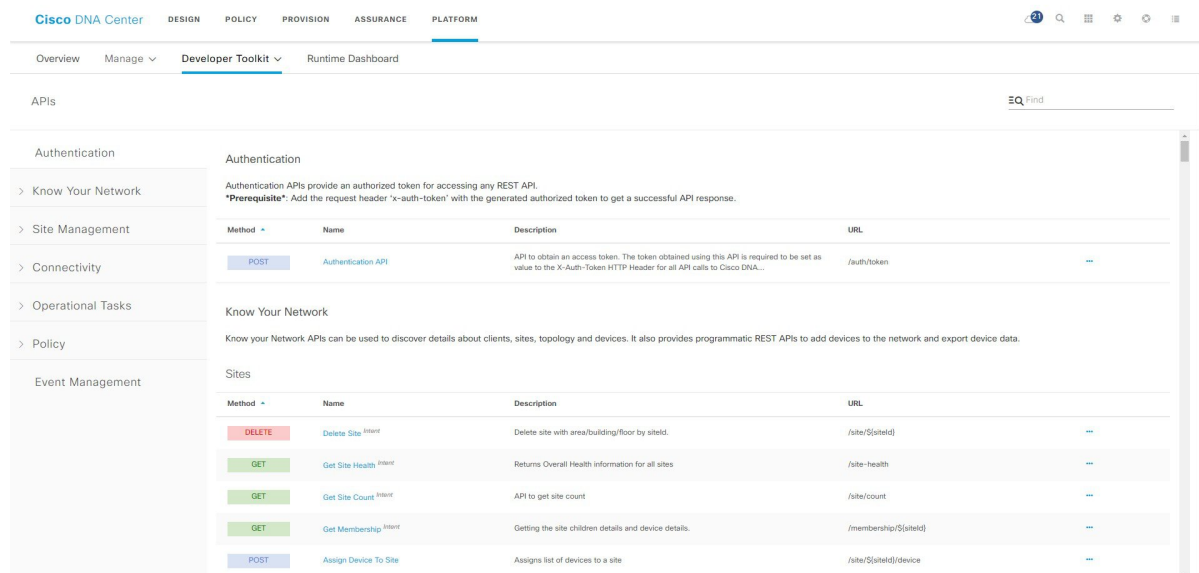 Cisco DNA Center DESIGN POLICY PROVISION ASSURANCE PLATFORM 21
Overview Manage Developer Toolkit Runtime Dashboard
APIs
Find
Authentication
Know Your Network
Site Management
Connectivity
Operational Tasks
Policy
Event Management
Authentication
Authentication APIs provide an authorized token for accessing any REST API.
*Prerequisite*: Add the request header 'x-auth-token' with the generated authorized token to get a successful API response.
Method Name Description URL
POST Authentication API API to obtain an access token. The token obtained using this API is required to be set as
value to the X-Auth-Token HTTP Header for all API calls to Cisco DNA... /auth/token ...
Know Your Network
Know your Network APIs can be used to discover details about clients, sites, topology and devices. It also provides programmatic REST APIs to add devices to the network and export device data.
Sites
Method Name Description URL
DELETE Delete Site Intent Delete site with area/building/floor by siteId. /site/${siteId} ...
GET Get Site Health Intent Returns Overall Health information for all sites /site-health ...
GET Get Site Count Intent API to get site count /site/count ...
GET Get Membership Intent Getting the site children details and device details. /membership/${siteId} ...
POST Assign Device To Site Assigns list of devices to a site /site/${siteId}/device ...